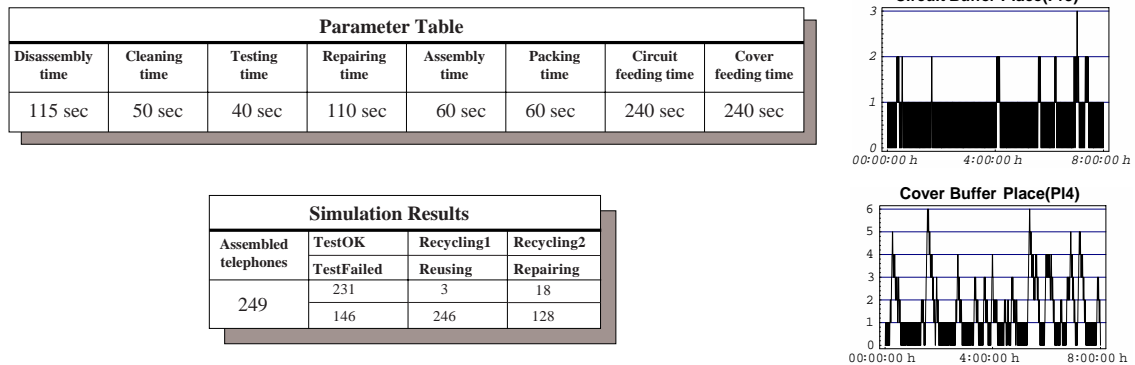 Parameter Table
Disassembly time Cleaning time Testing time Repairing time Assembly time Packing time Circuit feeding time Cover feeding time
115 sec 50 sec 40 sec 110 sec 60 sec 60 sec 240 sec 240 sec
3
2
1
0
00:00:00 h 4:00:00 h 8:00:00 h
Simulation Results
Assembled telephones TestOK Recycling1 Recycling2
TestFailed Reusing Repairing
249 231 3 18
146 246 128
Cover Buffer Place(Pl4)
6
5
4
3
2
1
0
00:00:00 h 4:00:00 h 8:00:00 h